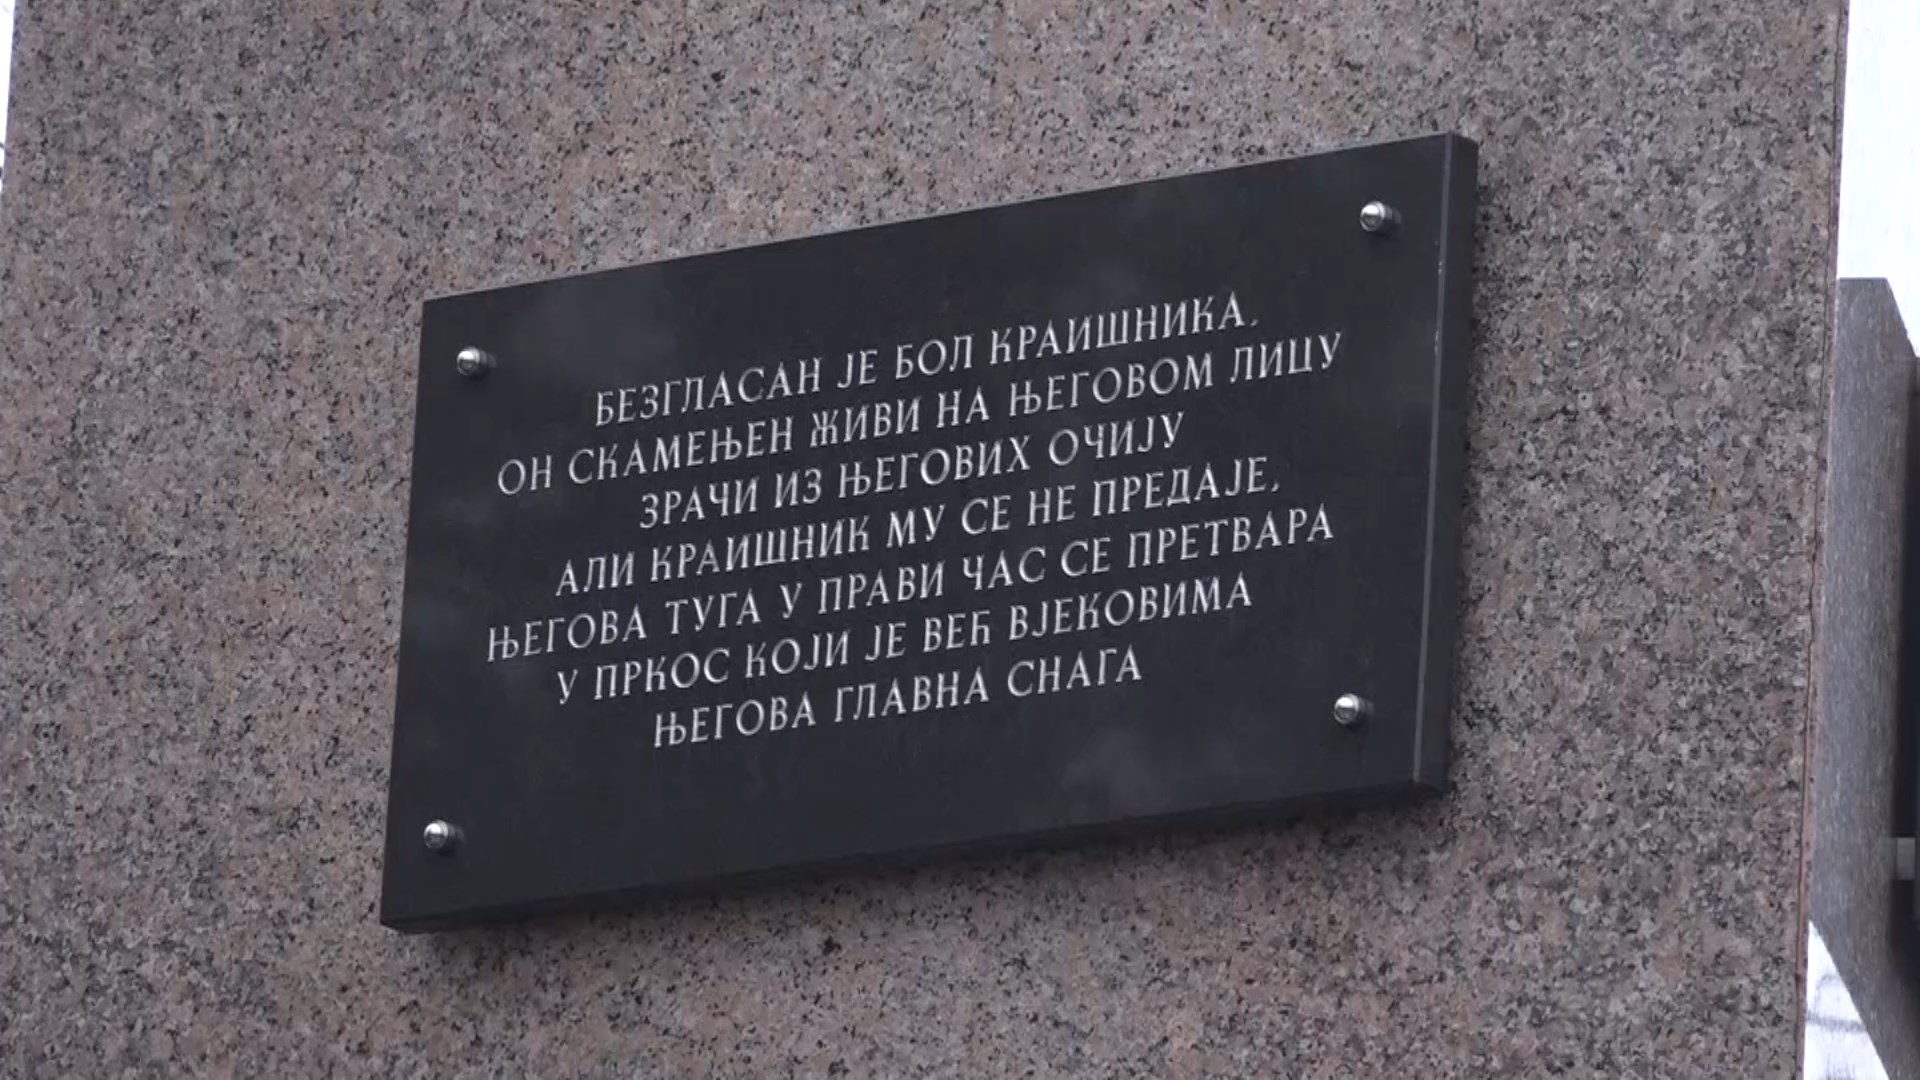 БЕЗГЛАСАН ЈЕ БОЛ КРАИШНИКА,
ОН СКАМЕЊЕН ЖИВИ НА ЊЕГОВОМ ЛИЦУ
ЗРАЧИ ИЗ ЊЕГОВИХ ОЧИЈУ
АЛИ КРАИШНИК МУ СЕ НЕ ПРЕДАЈЕ,
ЊЕГОВА ТУГА У ПРАВИ ЧАС СЕ ПРЕТВАРА
У ПРКОС КОЈИ ЈЕ ВЕЋ ВЈЕКОВИМА
ЊЕГОВА ГЛАВНА СНАГА